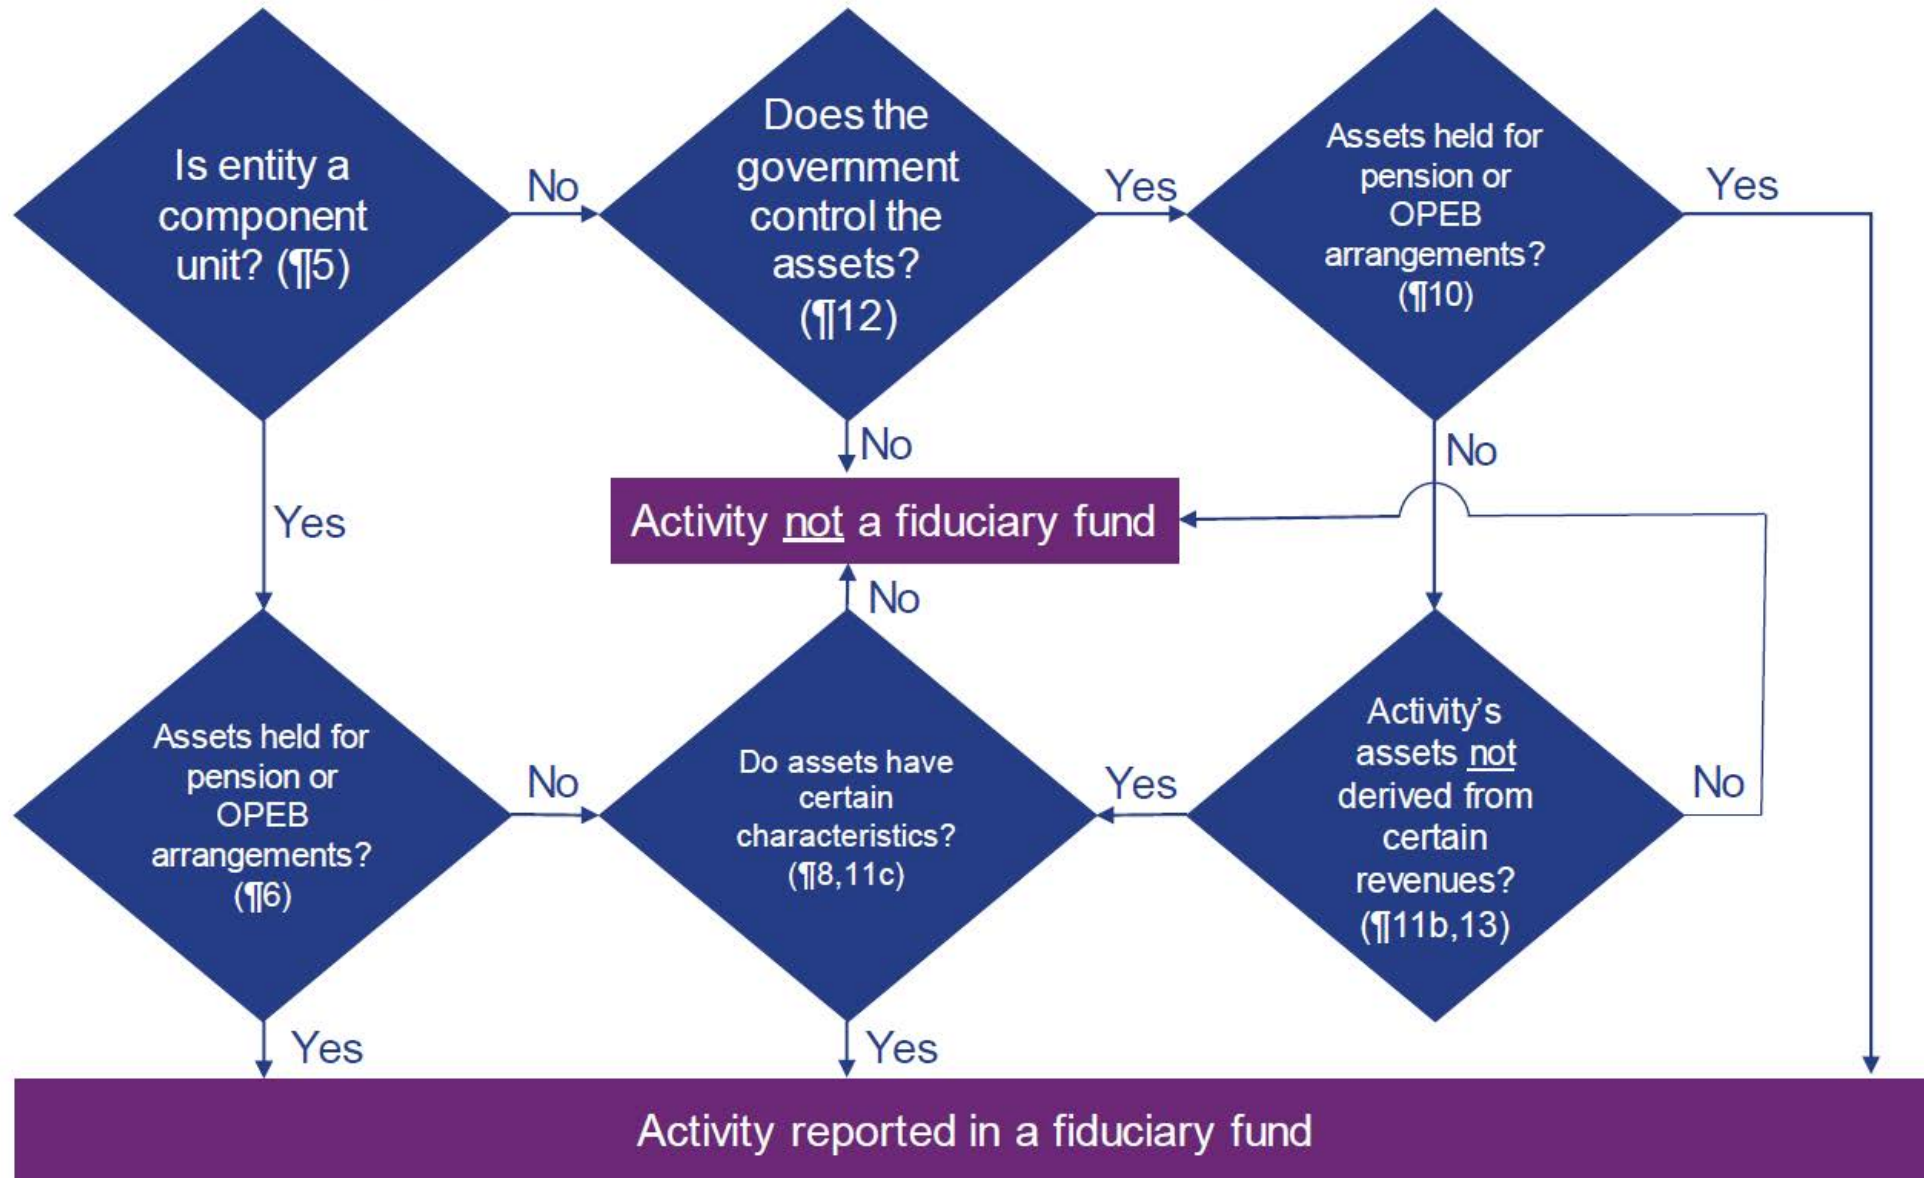 Is entity a
component
unit? (¶5)
No
Does the
government
control the
assets?
(¶12)
Yes
Assets held for
pension or
OPEB
arrangements?
(¶10)
Yes
No
No
Yes
Activity not a fiduciary fund
No
Assets held for
pension or
OPEB
arrangements?
(¶6)
No
Do assets have
certain
characteristics?
(¶8,11c)
Yes
Activity’s
assets not
derived from
certain
revenues?
(¶11b,13)
No
Yes
Yes
Activity reported in a fiduciary fund